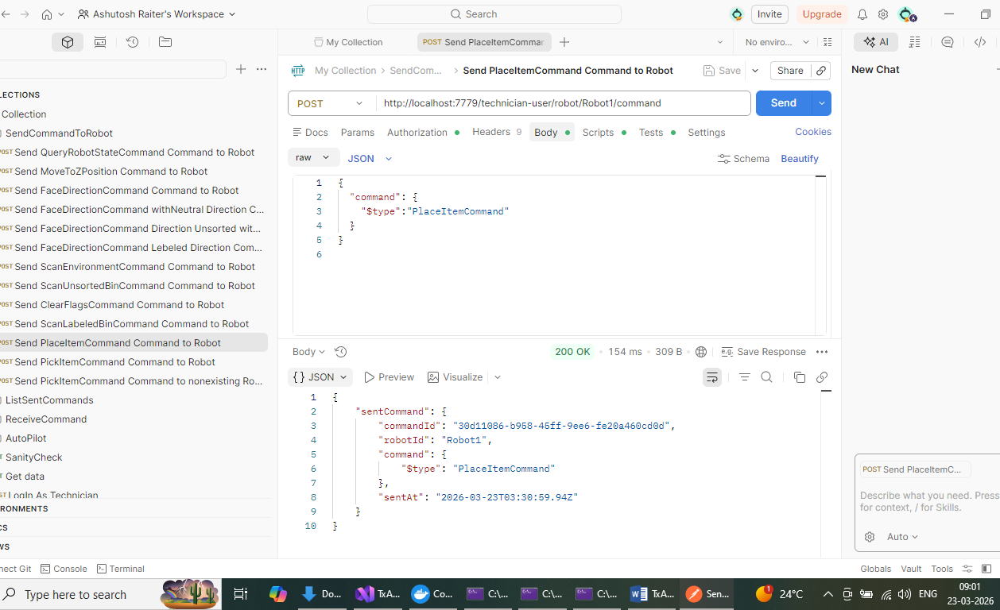 Ashutosh Raiter's Workspace
Search
Invite
Upgrade
My Collection
POST Send PlaceItemCommar
No enviro...
AI
HTTP My Collection > SendCom... > Send PlaceItemCommand Command to Robot
Save
Share
New Chat
LECTIONS
Collection
SendCommandToRobot
POST Send QueryRobotStateCommand Command to Robot
POST Send MoveToZPosition Command to Robot
POST Send FaceDirectionCommand Command to Robot
POST Send FaceDirectionCommand withNeutral Direction C...
POST Send FaceDirectionCommand Direction Unsorted wit...
POST Send FaceDirectionCommand Lebeled Direction Com...
POST Send ScanEnvironmentCommand Command to Robot
POST Send ScanUnsortedBinCommand Command to Robot
POST Send ClearFlagsCommand Command to Robot
POST Send ScanLabeledBinCommand Command to Robot
POST Send PlaceItemCommand Command to Robot
POST Send PickItemCommand Command to Robot
POST Send PickItemCommand Command to nonexisting Ro...
ListSentCommands
ReceiveCommand
AutoPilot
SanityCheck
Get data
LogIn As Technician
RONMENTS
CS
WS
POST
http://localhost:7779/technician-user/robot/Robot1/command
Send
Docs Params Authorization Headers 9 Body Scripts Tests Settings
Cookies
raw JSON
Schema Beautify
1 {
2 "command": {
3 "$type":"PlaceItemCommand"
4 }
5 }
6
Body
200 OK • 154 ms • 309 B
e.g. Save Response
{} JSON Preview Visualize
1 {
2 "sentCommand": {
3 "commandId": "30d11086-b958-45ff-9ee6-fe20a460cd0d",
4 "robotId": "Robot1",
5 "command": {
6 "$type": "PlaceItemCommand"
7 },
8 "sentAt": "2026-03-23T03:30:59.94Z"
9 }
10 }
POST Send PlaceItemC...
Describe what you need. Press
for context, / for Skills.
Auto
nect Git Console Terminal
Globals Vault Tools
Type here to search
Do...
TxA...
Co...
C:\...
C:\...
C:\...
TxA...
Sen...
1
24°C
ENG
09:01
23-03-2026